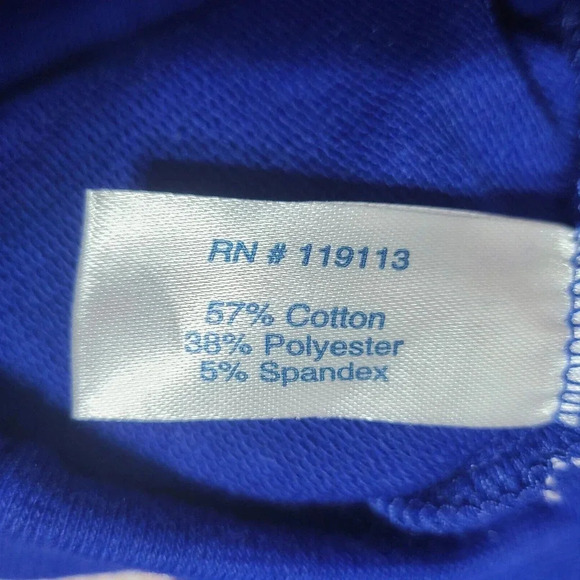 RN # 119113
57% Cotton
38% Polyester
5% Spandex